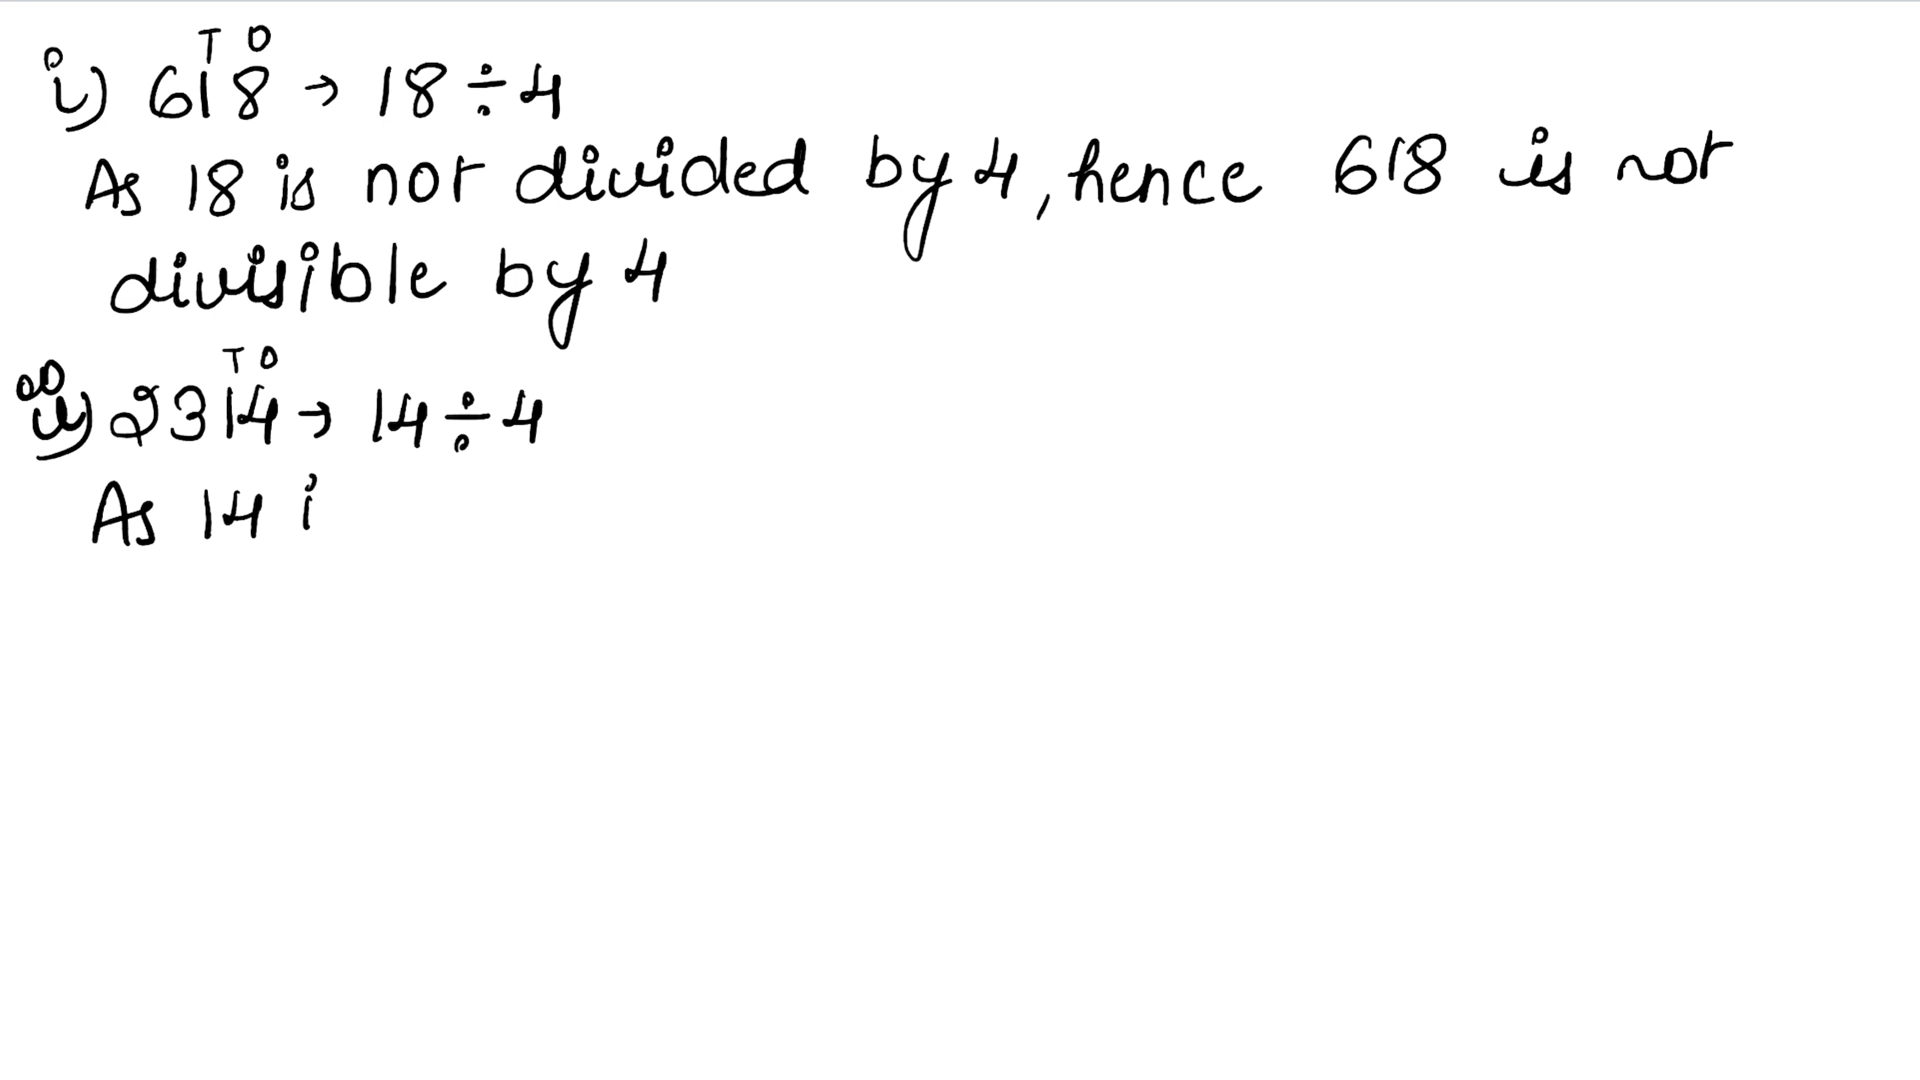 T O
i) 618 → 18 ÷ 4
As 18 is not divided by 4, hence 618 is not
divisible by 4
T O
ii) 2314 → 14 ÷ 4
As 14 i